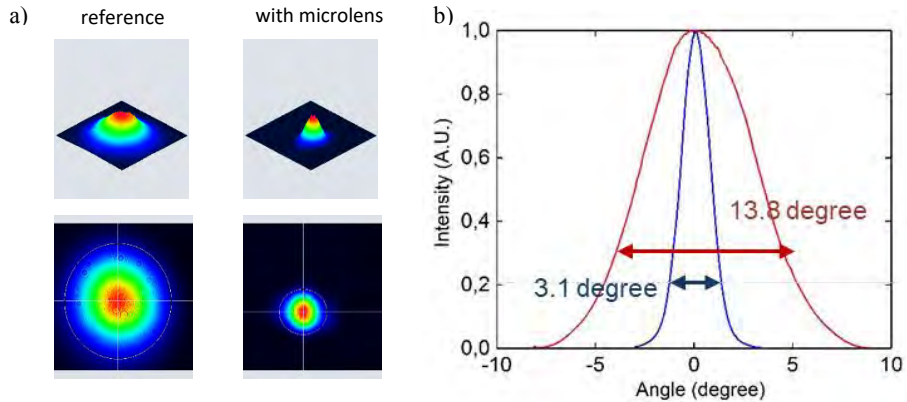 a)
reference
with microlens
b)
1,0
0,8
0,6
0,4
0,2
0,0
Intensity (A.U.)
13.8 degree
3.1 degree
-10
-5
0
5
10
Angle (degree)